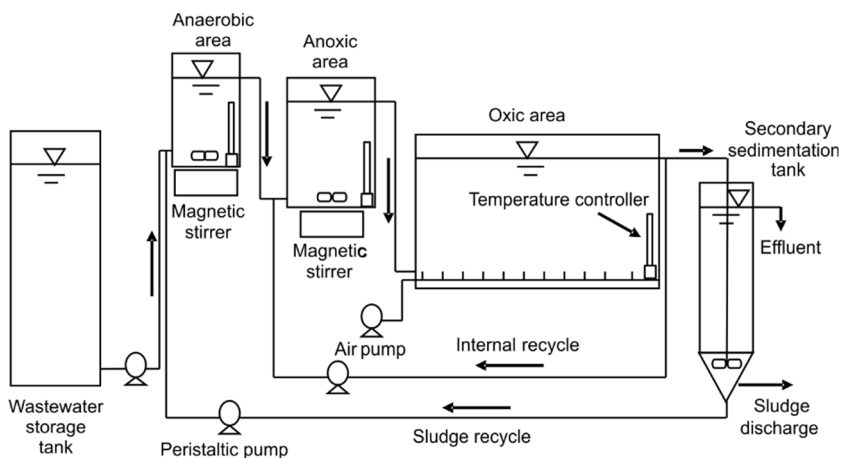 Anaerobic
area
Anoxic
area
Oxic area
Secondary
sedimentation
tank
Temperature controller
Magnetic
stirrer
Magnetic
stirrer
Effluent
Air pump
Internal recycle
Wastewater
storage
tank
Peristaltic pump
Sludge recycle
Sludge
discharge